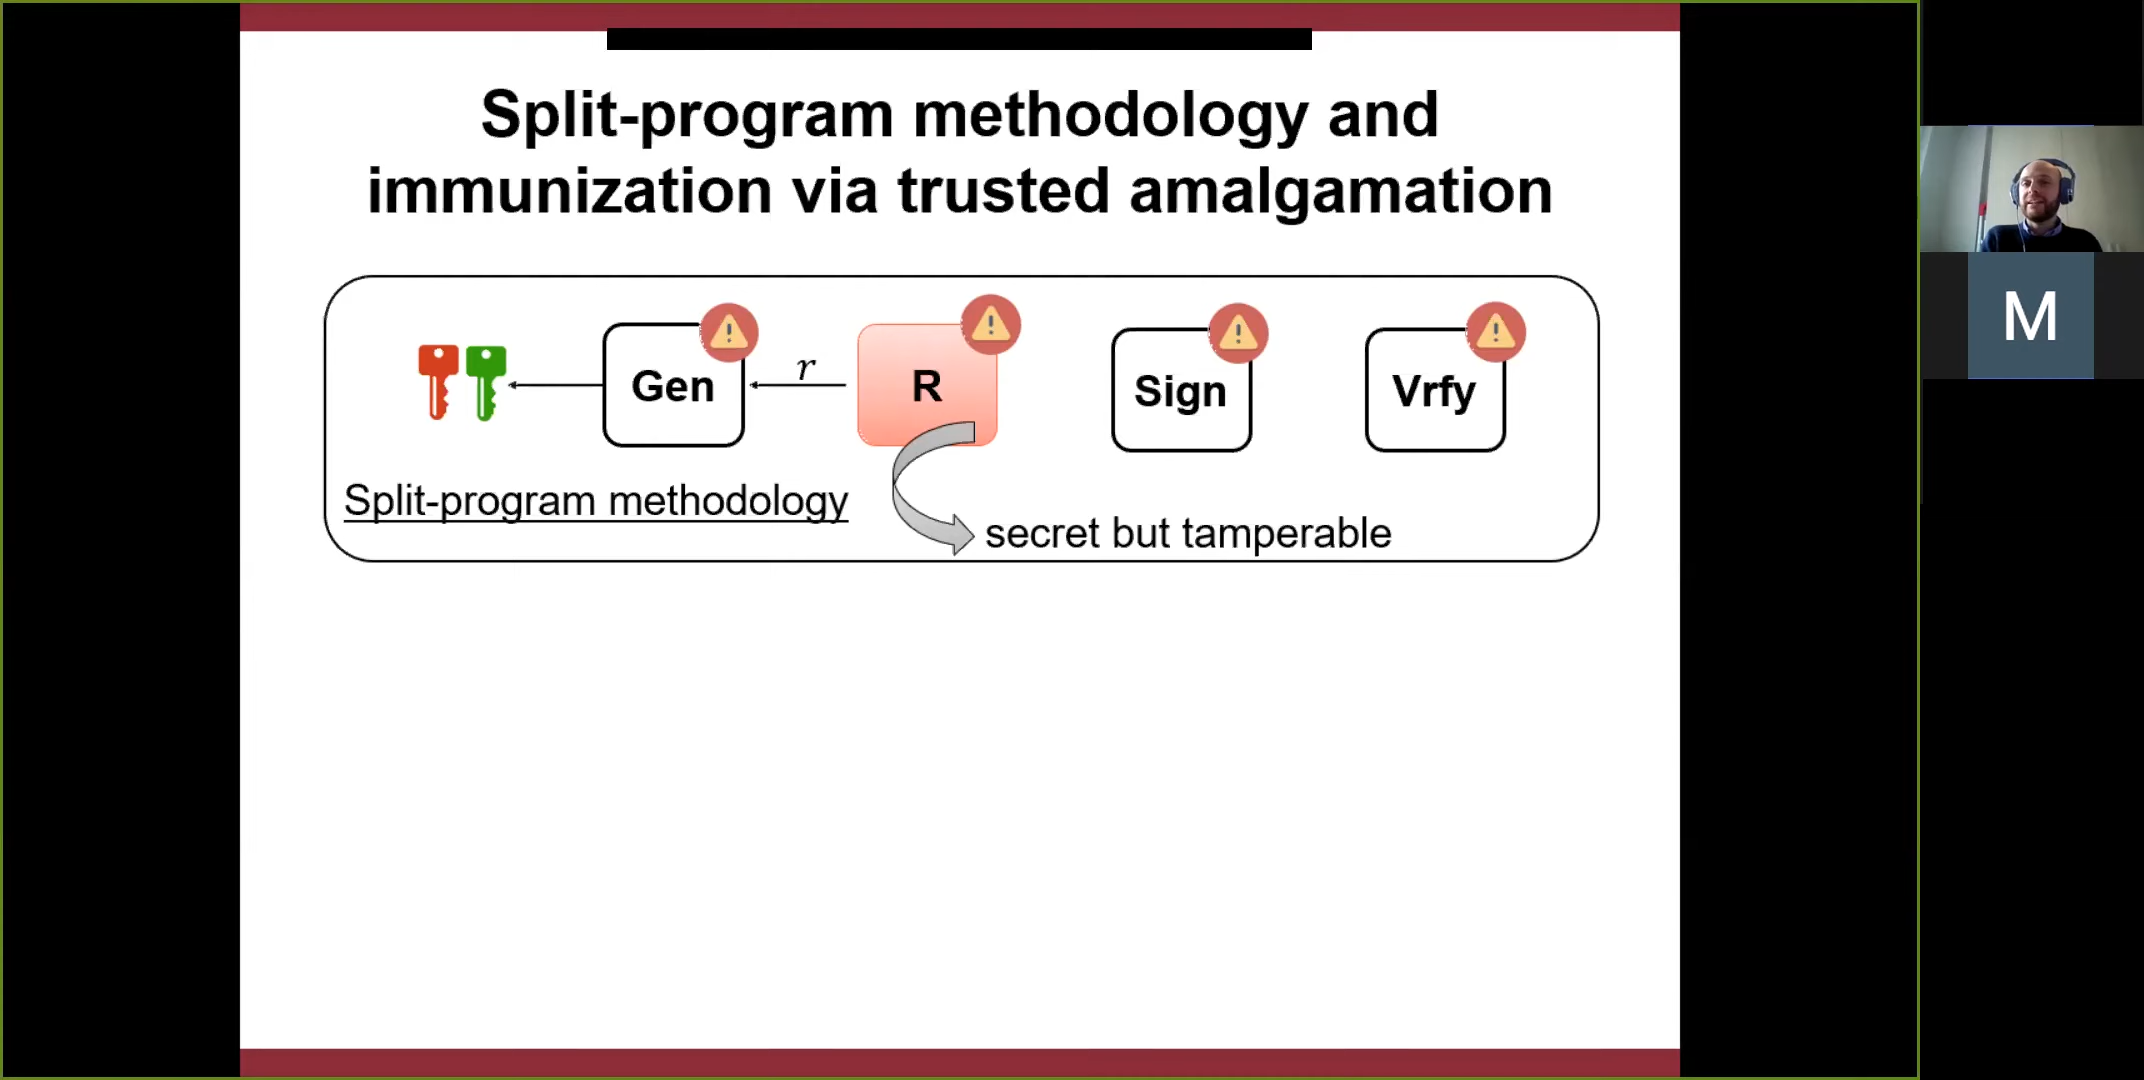 Split-program methodology and
immunization via trusted amalgamation
Gen
r
R
Sign
Vrfy
Split-program methodology
secret but tamperable
M